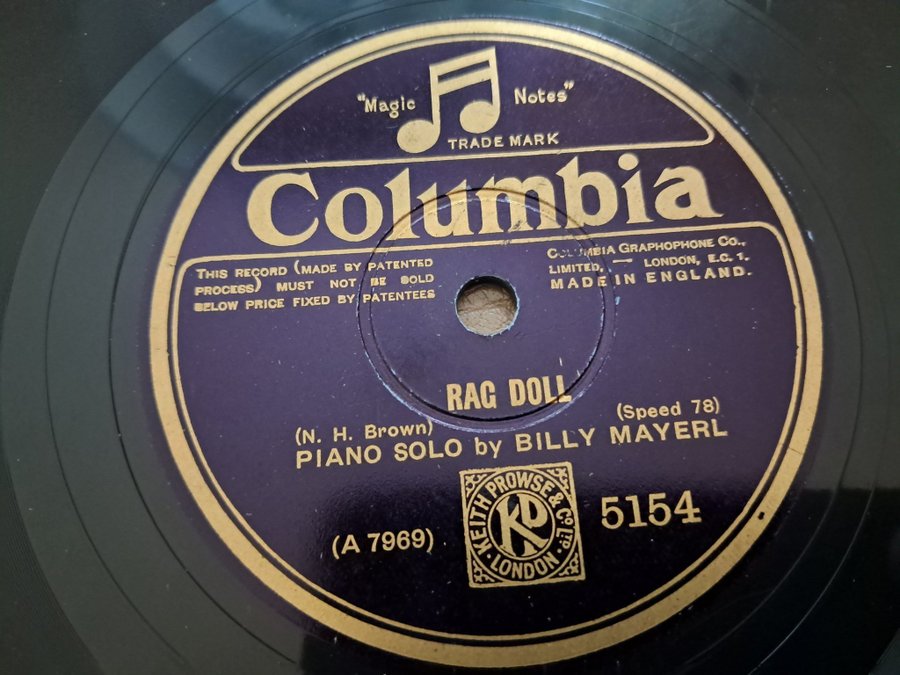 "Magic Notes"
TRADE MARK
Columbia
THIS RECORD (MADE BY PATENTED
PROCESS) MUST NOT BE SOLD
BELOW PRICE FIXED BY PATENTEES
COLUMBIA GRAPHOPHONE CO.,
LIMITED, — LONDON, E.C. 1.
MADE IN ENGLAND.
RAG DOLL
(N. H. Brown)
(Speed 78)
PIANO SOLO by BILLY MAYERL
(A 7969)
KEITH PROWSE & Co LTD.
KP
· LONDON ·
5154